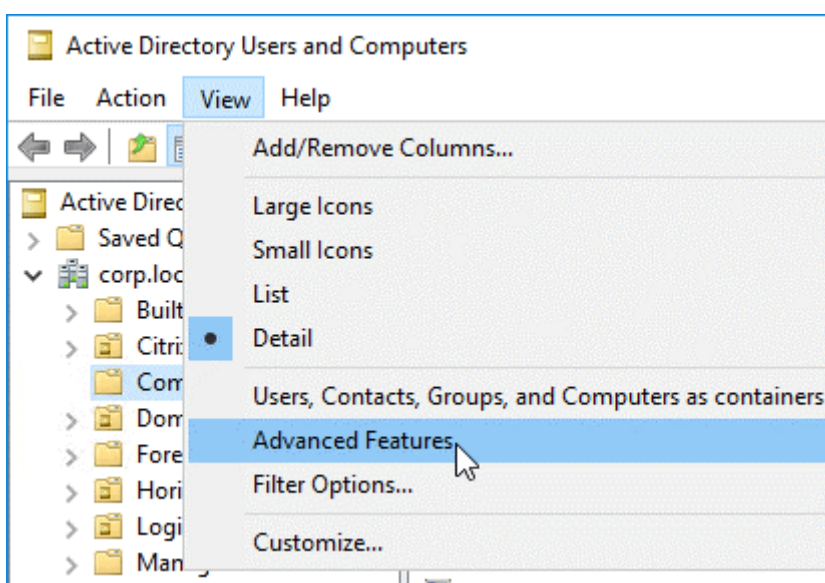 Active Directory Users and Computers
File Action View Help
Add/Remove Columns...
Active Direc
Large Icons
Saved Q
Small Icons
corp.loc
List
Built
Detail
Citri
Com
Users, Contacts, Groups, and Computers as containers
Dom
Advanced Features
Fore
Filter Options...
Hori
Logi
Customize...
Man